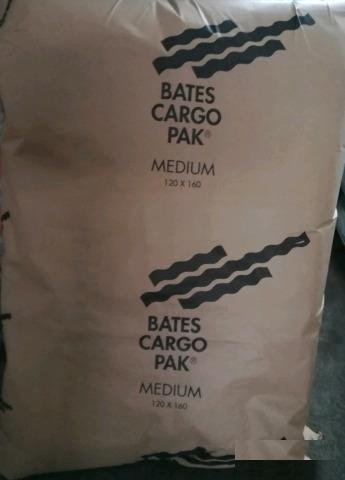 BATES
CARGO
PAK®
MEDIUM
120 X 160
BATES
CARGO
PAK®
MEDIUM
120 X 160